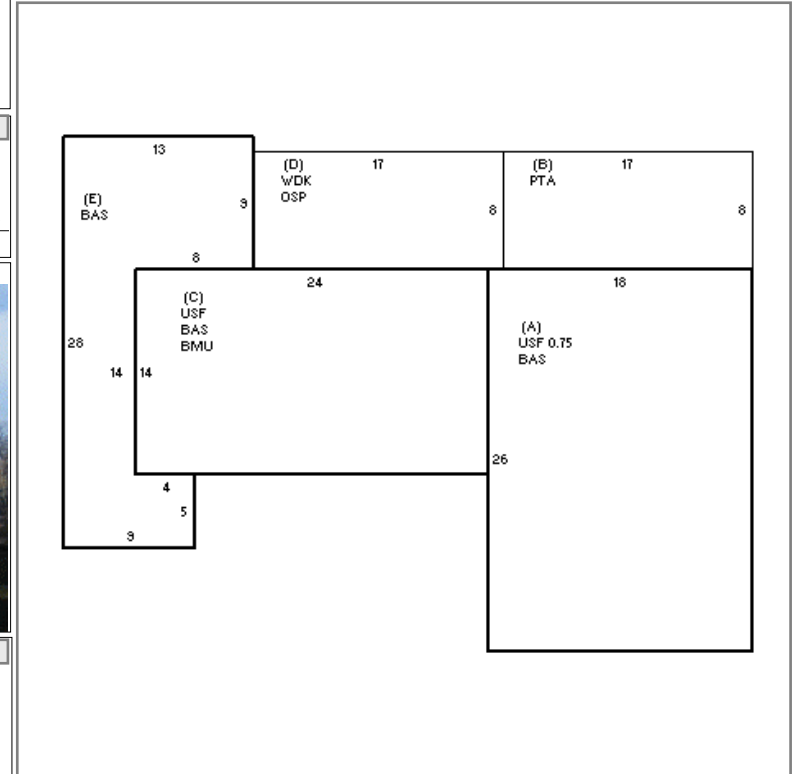 13
(E)
BAS
9
8
28
14
4
5
9
(D)
WDK
OSP
17
8
(B)
PTA
17
8
(C)
USF
BAS
BMU
24
14
18
(A)
USF 0.75
BAS
26